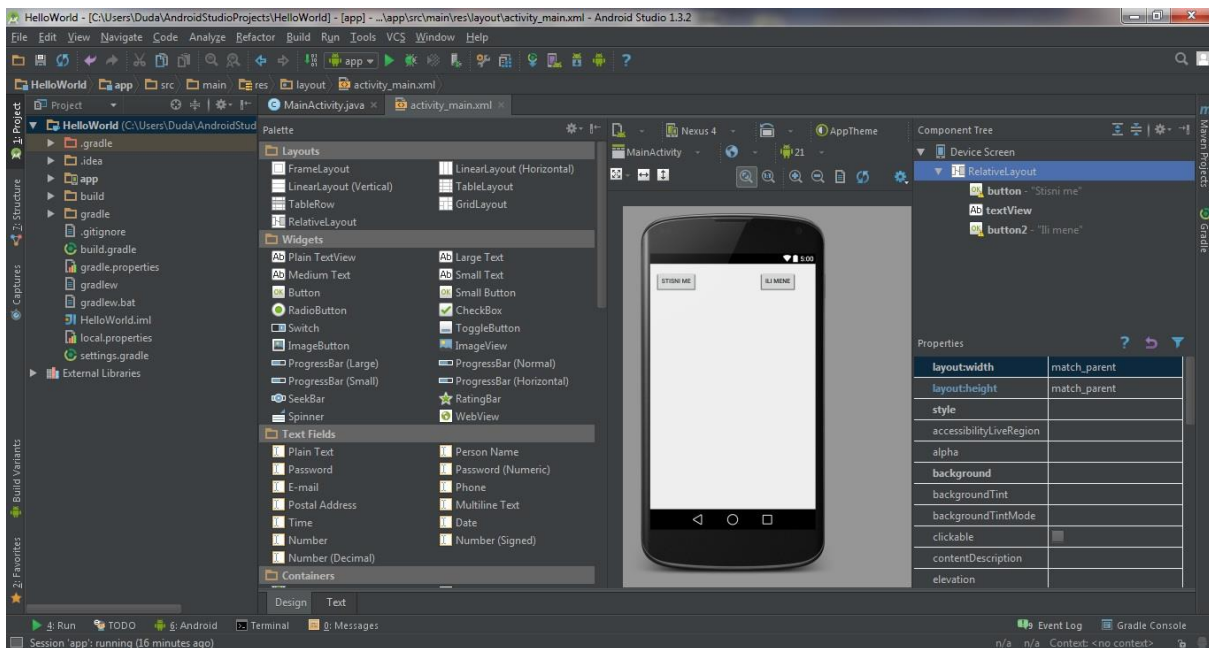 HelloWorld - [C:\Users\Duda\AndroidStudioProjects\HelloWorld] - [app] - ...\app\src\main\res\layout\activity_main.xml - Android Studio 1.3.2
File Edit View Navigate Code Analyze Refactor Build Run Tools VCS Window Help
app
HelloWorld app src main res layout activity_main.xml
1: Project
7: Structure
Captures
Build Variants
2: Favorites
Project
HelloWorld (C:\Users\Duda\AndroidStud
.gradle
.idea
app
build
gradle
.gitignore
build.gradle
gradle.properties
gradlew
gradlew.bat
HelloWorld.iml
local.properties
settings.gradle
External Libraries
MainActivity.java
activity_main.xml
Palette
Layouts
FrameLayout LinearLayout (Horizontal)
LinearLayout (Vertical) TableLayout
TableRow GridLayout
RelativeLayout
Widgets
Ab Plain TextView Ab Large Text
Ab Medium Text Ab Small Text
OK Button OK Small Button
RadioButton CheckBox
Switch ToggleButton
ImageButton ImageView
ProgressBar (Large) ProgressBar (Normal)
ProgressBar (Small) ProgressBar (Horizontal)
SeekBar RatingBar
Spinner WebView
Text Fields
Plain Text Person Name
Password Password (Numeric)
E-mail Phone
Postal Address Multiline Text
Time Date
Number Number (Signed)
Number (Decimal)
Containers
Design Text
Nexus 4 AppTheme
MainActivity 21
5:00
STISNI ME ILI MENE
Component Tree
Device Screen
RelativeLayout
OK button - "Stisni me"
Ab textView
OK button2 - "Ili mene"
Properties
layout:width match_parent
layout:height match_parent
style
accessibilityLiveRegion
alpha
background
backgroundTint
backgroundTintMode
clickable
contentDescription
elevation
Maven Projects
Gradle
4: Run TODO 6: Android Terminal 0: Messages Event Log Gradle Console
Session 'app': running (16 minutes ago) n/a n/a Context: <no context>